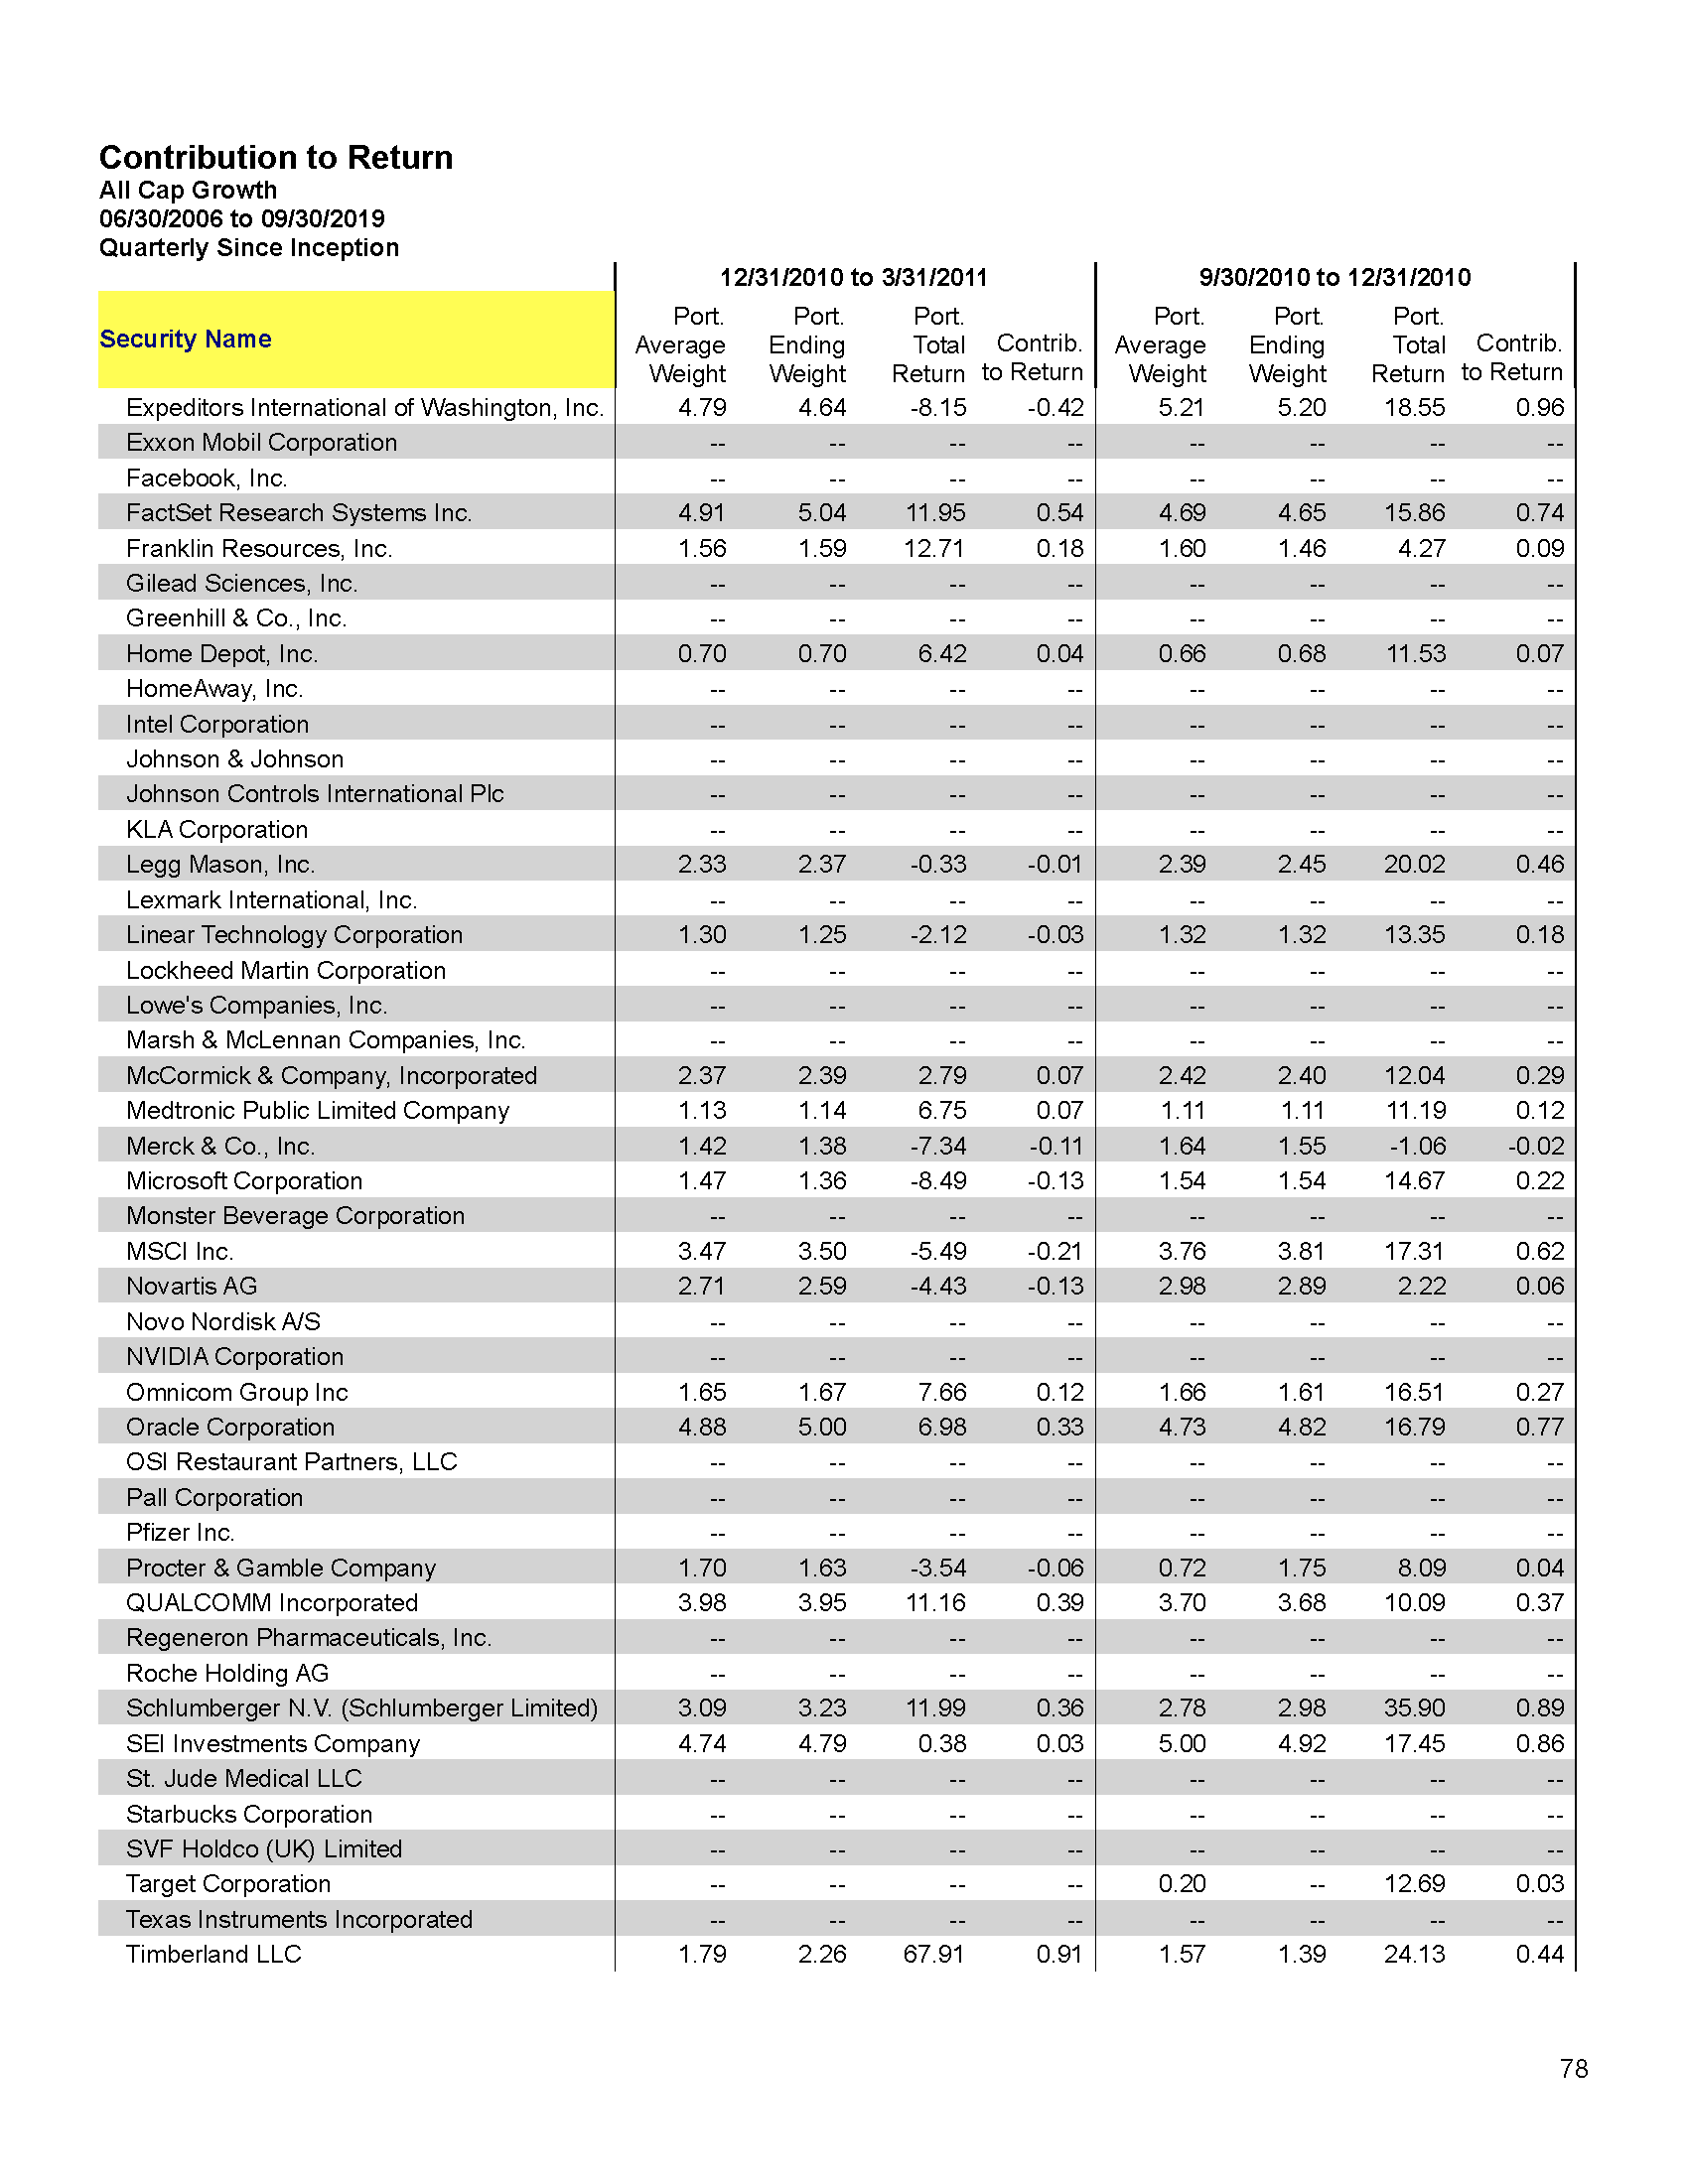 Contribution to Return
All Cap Growth
06/30/2006 to 09/30/2019
Quarterly Since Inception
12/31/2010 to 3/31/2011 9/30/2010 to 12/31/2010
Security Name Port. Average Weight Port. Ending Weight Port. Total Return Contrib. to Return Port. Average Weight Port. Ending Weight Port. Total Return Contrib. to Return
Expeditors International of Washington, Inc. 4.79 4.64 -8.15 -0.42 5.21 5.20 18.55 0.96
Exxon Mobil Corporation -- -- -- -- -- -- -- --
Facebook, Inc. -- -- -- -- -- -- -- --
FactSet Research Systems Inc. 4.91 5.04 11.95 0.54 4.69 4.65 15.86 0.74
Franklin Resources, Inc. 1.56 1.59 12.71 0.18 1.60 1.46 4.27 0.09
Gilead Sciences, Inc. -- -- -- -- -- -- -- --
Greenhill & Co., Inc. -- -- -- -- -- -- -- --
Home Depot, Inc. 0.70 0.70 6.42 0.04 0.66 0.68 11.53 0.07
HomeAway, Inc. -- -- -- -- -- -- -- --
Intel Corporation -- -- -- -- -- -- -- --
Johnson & Johnson -- -- -- -- -- -- -- --
Johnson Controls International Plc -- -- -- -- -- -- -- --
KLA Corporation -- -- -- -- -- -- -- --
Legg Mason, Inc. 2.33 2.37 -0.33 -0.01 2.39 2.45 20.02 0.46
Lexmark International, Inc. -- -- -- -- -- -- -- --
Linear Technology Corporation 1.30 1.25 -2.12 -0.03 1.32 1.32 13.35 0.18
Lockheed Martin Corporation -- -- -- -- -- -- -- --
Lowe's Companies, Inc. -- -- -- -- -- -- -- --
Marsh & McLennan Companies, Inc. -- -- -- -- -- -- -- --
McCormick & Company, Incorporated 2.37 2.39 2.79 0.07 2.42 2.40 12.04 0.29
Medtronic Public Limited Company 1.13 1.14 6.75 0.07 1.11 1.11 11.19 0.12
Merck & Co., Inc. 1.42 1.38 -7.34 -0.11 1.64 1.55 -1.06 -0.02
Microsoft Corporation 1.47 1.36 -8.49 -0.13 1.54 1.54 14.67 0.22
Monster Beverage Corporation -- -- -- -- -- -- -- --
MSCI Inc. 3.47 3.50 -5.49 -0.21 3.76 3.81 17.31 0.62
Novartis AG 2.71 2.59 -4.43 -0.13 2.98 2.89 2.22 0.06
Novo Nordisk A/S -- -- -- -- -- -- -- --
NVIDIA Corporation -- -- -- -- -- -- -- --
Omnicom Group Inc 1.65 1.67 7.66 0.12 1.66 1.61 16.51 0.27
Oracle Corporation 4.88 5.00 6.98 0.33 4.73 4.82 16.79 0.77
OSI Restaurant Partners, LLC -- -- -- -- -- -- -- --
Pall Corporation -- -- -- -- -- -- -- --
Pfizer Inc. -- -- -- -- -- -- -- --
Procter & Gamble Company 1.70 1.63 -3.54 -0.06 0.72 1.75 8.09 0.04
QUALCOMM Incorporated 3.98 3.95 11.16 0.39 3.70 3.68 10.09 0.37
Regeneron Pharmaceuticals, Inc. -- -- -- -- -- -- -- --
Roche Holding AG -- -- -- -- -- -- -- --
Schlumberger N.V. (Schlumberger Limited) 3.09 3.23 11.99 0.36 2.78 2.98 35.90 0.89
SEI Investments Company 4.74 4.79 0.38 0.03 5.00 4.92 17.45 0.86
St. Jude Medical LLC -- -- -- -- -- -- -- --
Starbucks Corporation -- -- -- -- -- -- -- --
SVF Holdco (UK) Limited -- -- -- -- -- -- -- --
Target Corporation -- -- -- -- 0.20 -- 12.69 0.03
Texas Instruments Incorporated -- -- -- -- -- -- -- --
Timberland LLC 1.79 2.26 67.91 0.91 1.57 1.39 24.13 0.44
78